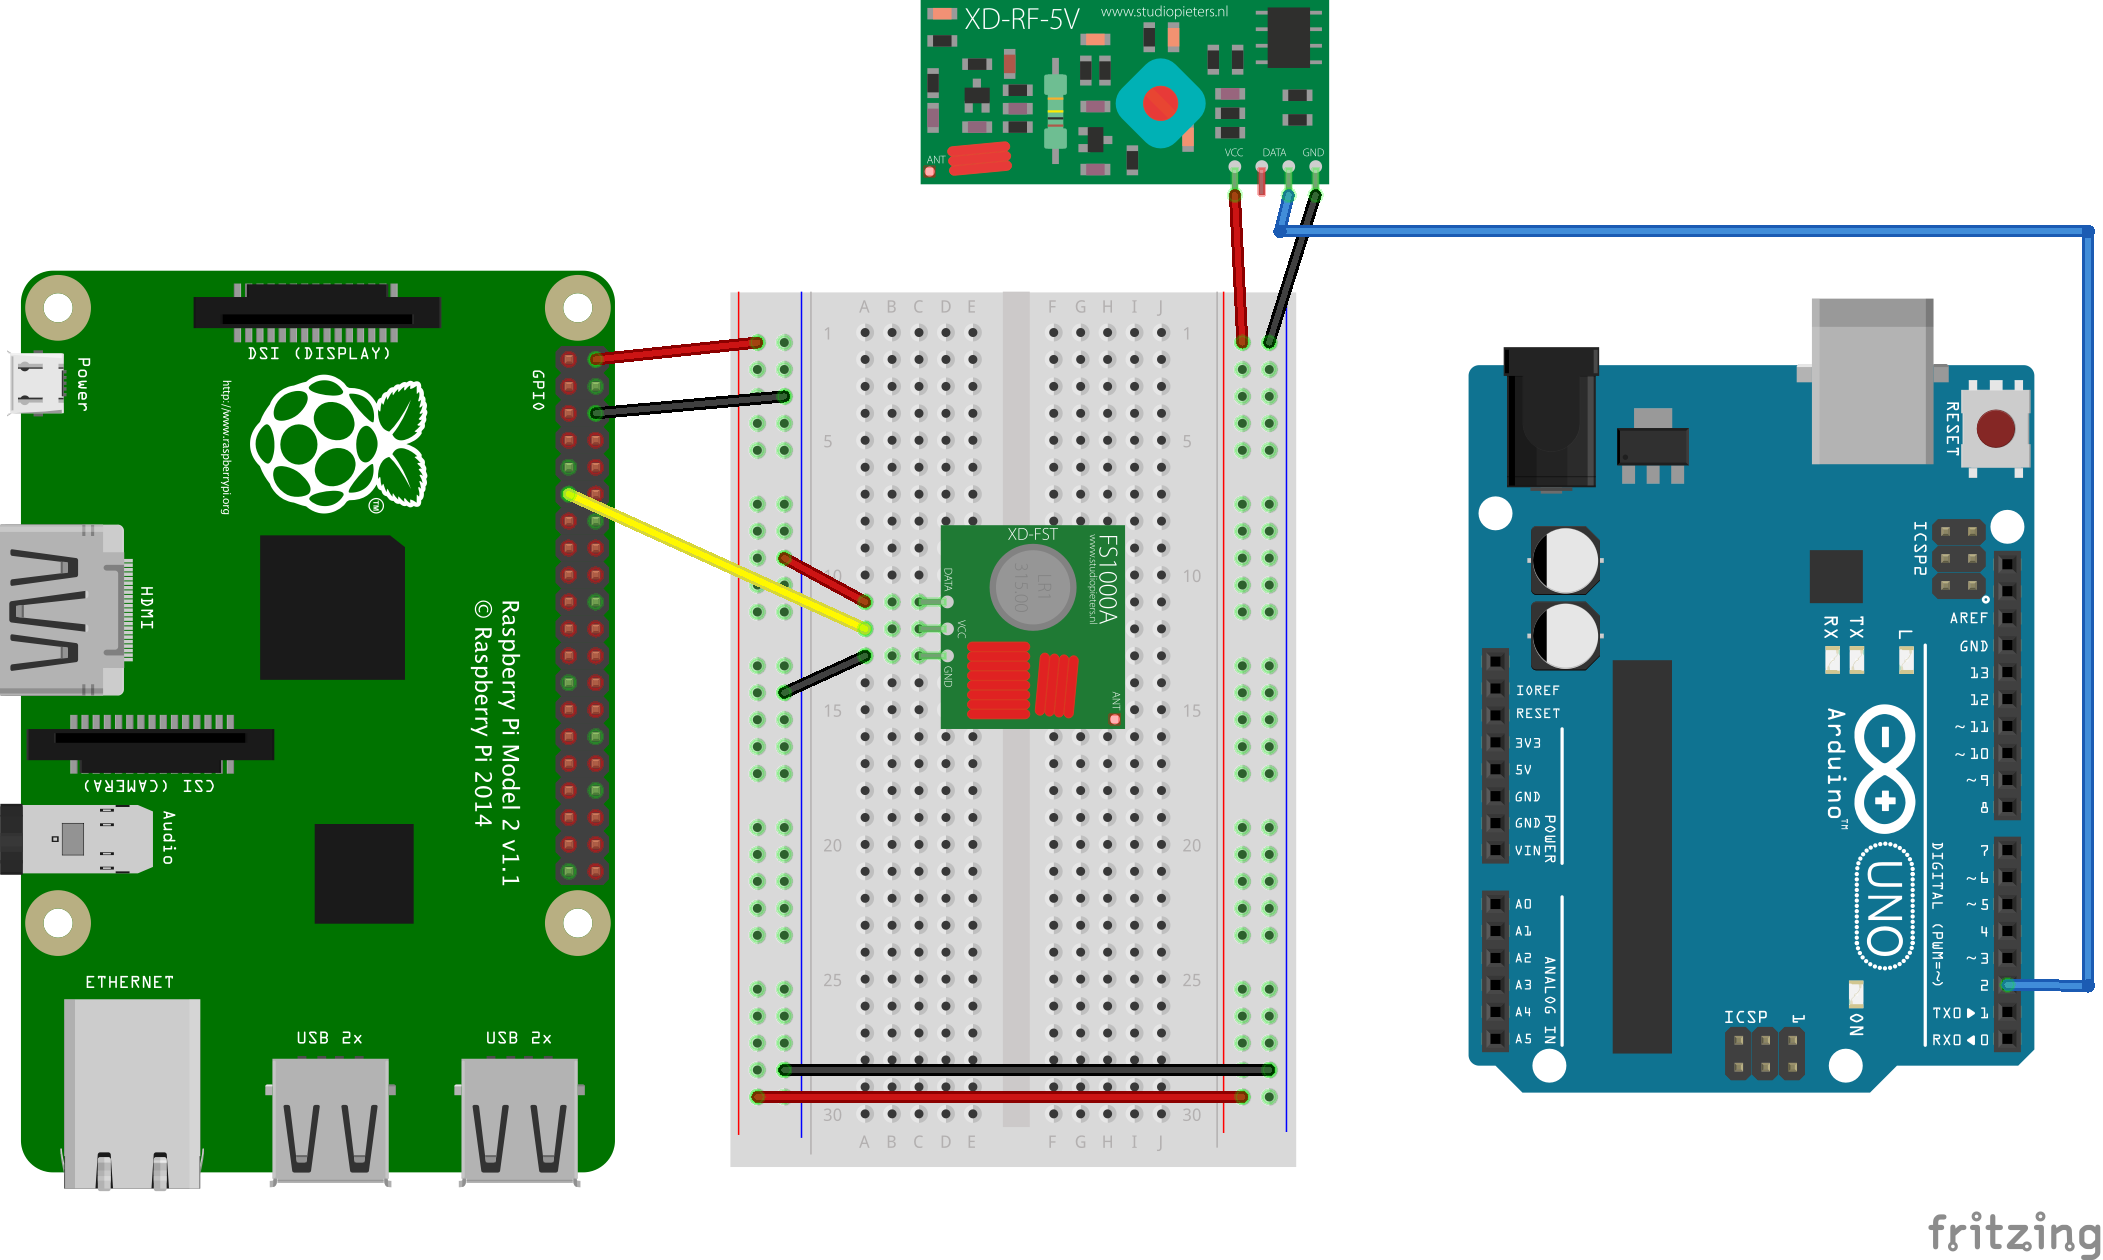 XD-RF-5V
www.studiopieters.nl
ANT
VCC
DATA
GND
DSI (DISPLAY)
Power
GPIO
http://www.raspberrypi.org
TM
HDMI
Raspberry Pi Model 2 v1.1
© Raspberry Pi 2014
CSI (CAMERA)
Audio
ETHERNET
USB 2x
USB 2x
A B C D E F G H I J
1 1
5 5
10 10
15 15
20 20
25 25
30 30
A B C D E F G H I J
XD-FST
FS1000A
www.studiopieters.nl
LR1
315.00
DATA
VCC
GND
ANT
RESET
ICSP2
AREF
GND
13
12
~11
~10
~9
8
7
~6
~5
4
~3
2
TX0▶1
RX0◀0
DIGITAL (PWM=~)
RX
TX
L
Arduino™
UNO
IOREF
RESET
3V3
5V
GND
GND
VIN
POWER
A0
A1
A2
A3
A4
A5
ANALOG IN
ICSP
1
ON
fritzing